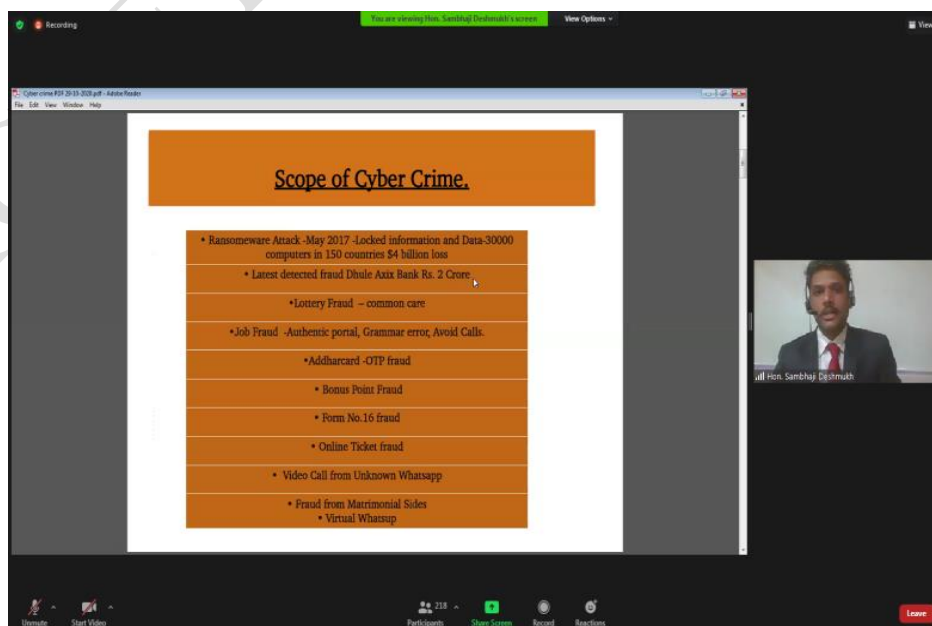 Recording
You are viewing Hon. Sambhaji Deshmukh's screen
View Options
View
Cyber crime PDF 29-10-2020.pdf - Adobe Reader
File Edit View Window Help
Scope of Cyber Crime.
• Ransomeware Attack -May 2017 -Locked information and Data-30000
computers in 150 countries $4 billion loss
• Latest detected fraud Dhule Axix Bank Rs. 2 Crore
•Lottery Fraud – common care
•Job Fraud -Authentic portal, Grammar error, Avoid Calls.
•Addharcard -OTP fraud
• Bonus Point Fraud
• Form No.16 fraud
• Online Ticket fraud
• Video Call from Unknown Whatsapp
• Fraud from Matrimonial Sides
• Virtual Whatsup
Hon. Sambhaji Deshmukh
Unmute
Start Video
218
Participants
Share Screen
Record
Reactions
Leave